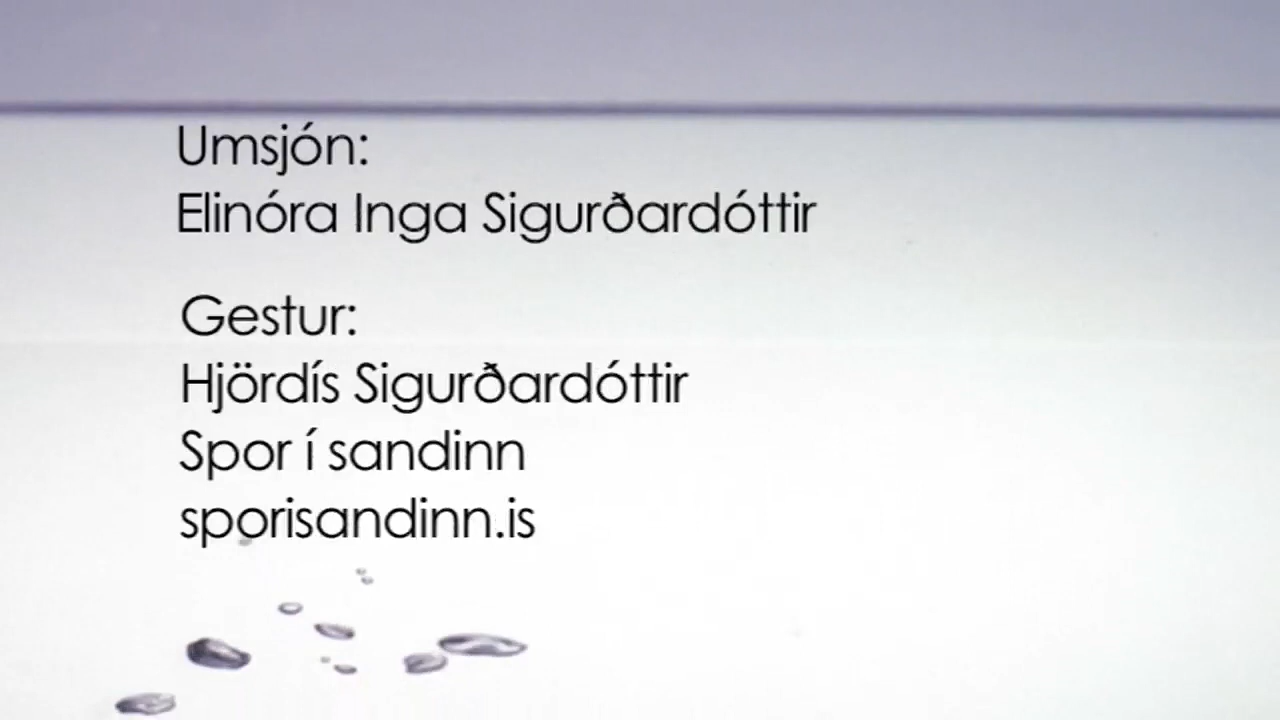 Umsjón:
Elinóra Inga Sigurðardóttir
Gestur:
Hjördís Sigurðardóttir
Spor í sandinn
sporisandinn.is